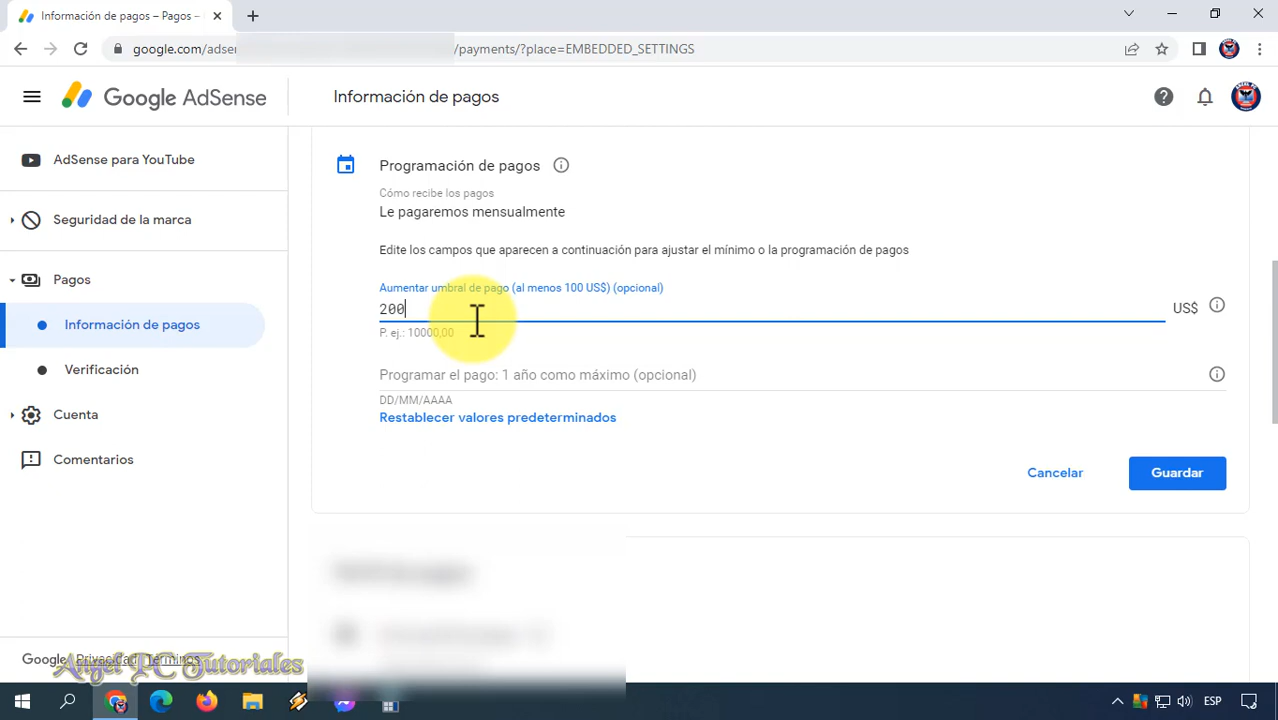 Información de pagos – Pagos –
google.com/adsen
/payments/?place=EMBEDDED_SETTINGS
Google AdSense
Información de pagos
AdSense para YouTube
Seguridad de la marca
Pagos
Información de pagos
Verificación
Cuenta
Comentarios
Programación de pagos
Cómo recibe los pagos
Le pagaremos mensualmente
Edite los campos que aparecen a continuación para ajustar el mínimo o la programación de pagos
Aumentar umbral de pago (al menos 100 US$) (opcional)
200
US$
P. ej.: 10000,00
Programar el pago: 1 año como máximo (opcional)
DD/MM/AAAA
Restablecer valores predeterminados
Cancelar
Guardar
Google Privacidad Términos
Angel PC Tutoriales
ESP